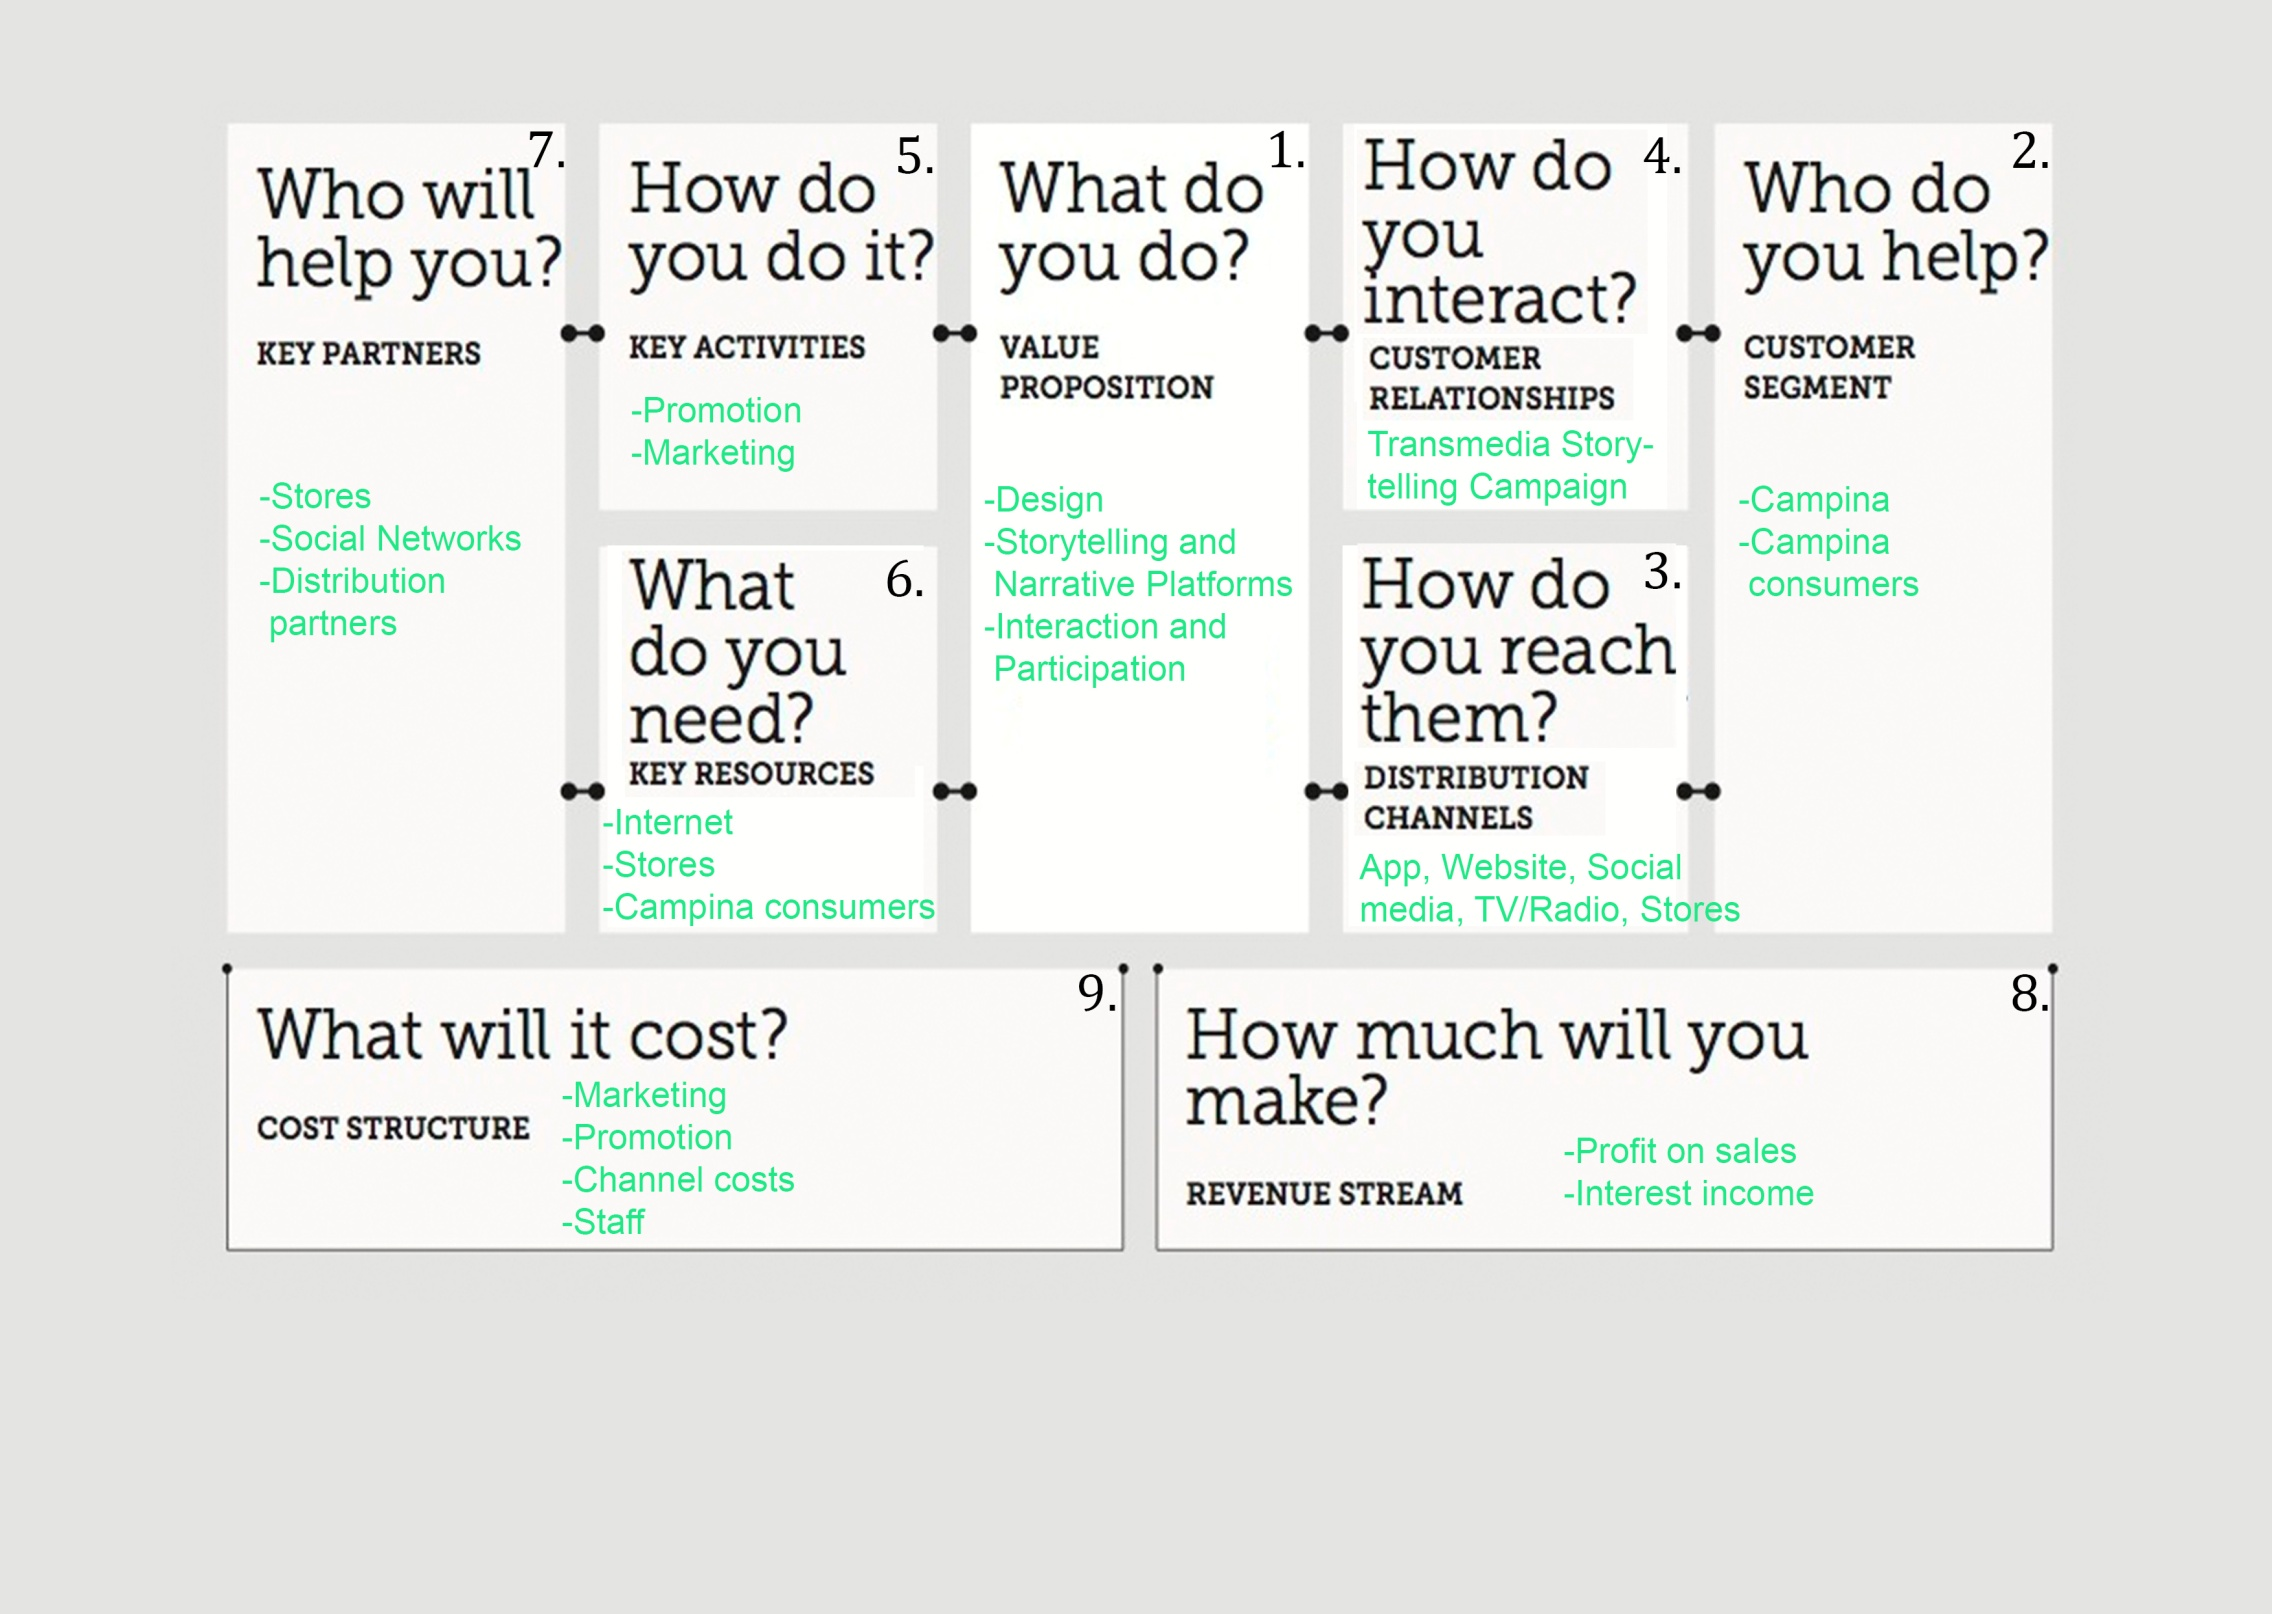 7.
Who will
help you?
KEY PARTNERS
-Stores
-Social Networks
-Distribution
partners
5.
How do
you do it?
KEY ACTIVITIES
-Promotion
-Marketing
6.
What
do you
need?
KEY RESOURCES
-Internet
-Stores
-Campina consumers
1.
What do
you do?
VALUE
PROPOSITION
-Design
-Storytelling and
Narrative Platforms
-Interaction and
Participation
4.
How do
you
interact?
CUSTOMER
RELATIONSHIPS
Transmedia Story-
telling Campaign
3.
How do
you reach
them?
DISTRIBUTION
CHANNELS
App, Website, Social
media, TV/Radio, Stores
2.
Who do
you help?
CUSTOMER
SEGMENT
-Campina
-Campina
consumers
9.
What will it cost?
COST STRUCTURE
-Marketing
-Promotion
-Channel costs
-Staff
8.
How much will you
make?
REVENUE STREAM
-Profit on sales
-Interest income